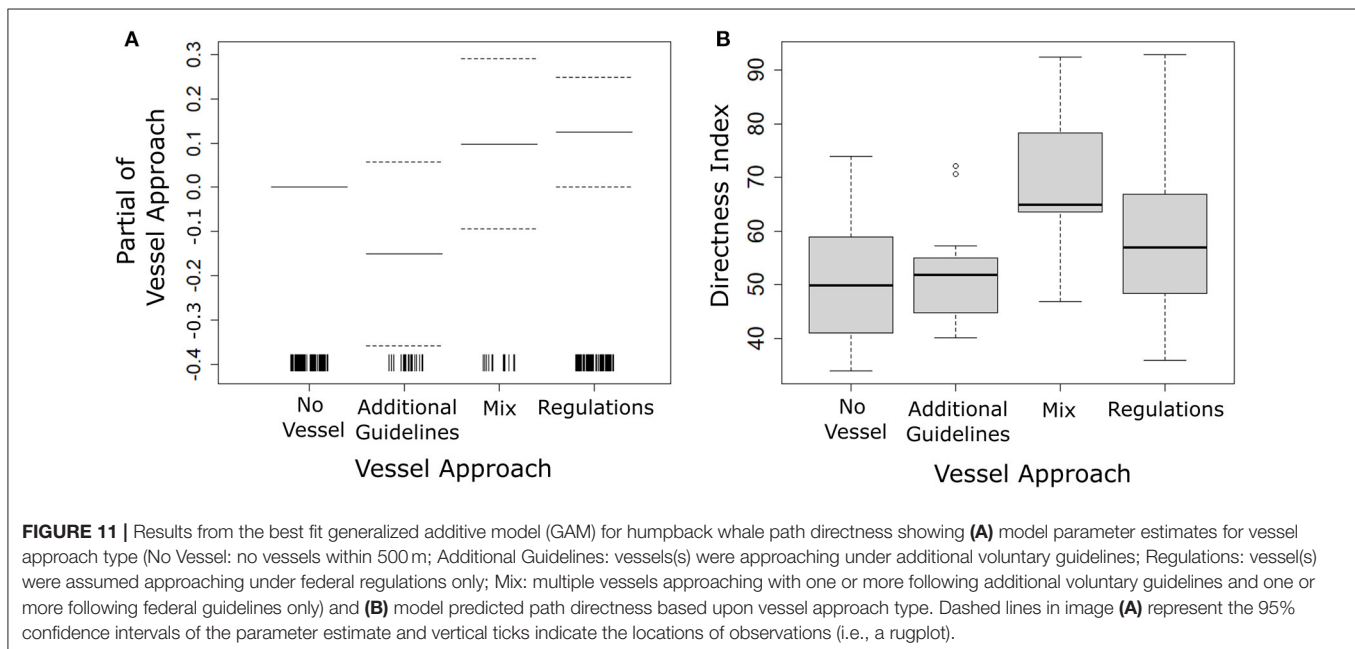 A
B
Partial of
Vessel Approach
0.3
0.2
0.1
0.0
-0.1
-0.2
-0.3
-0.4
No
Vessel
Additional
Guidelines
Mix
Regulations
Vessel Approach
Directness Index
90
80
70
60
50
40
No
Vessel
Additional
Guidelines
Mix
Regulations
Vessel Approach
FIGURE 11 | Results from the best fit generalized additive model (GAM) for humpback whale path directness showing (A) model parameter estimates for vessel
approach type (No Vessel: no vessels within 500 m; Additional Guidelines: vessels(s) were approaching under additional voluntary guidelines; Regulations: vessel(s)
were assumed approaching under federal regulations only; Mix: multiple vessels approaching with one or more following additional voluntary guidelines and one or
more following federal guidelines only) and (B) model predicted path directness based upon vessel approach type. Dashed lines in image (A) represent the 95%
confidence intervals of the parameter estimate and vertical ticks indicate the locations of observations (i.e., a rugplot).